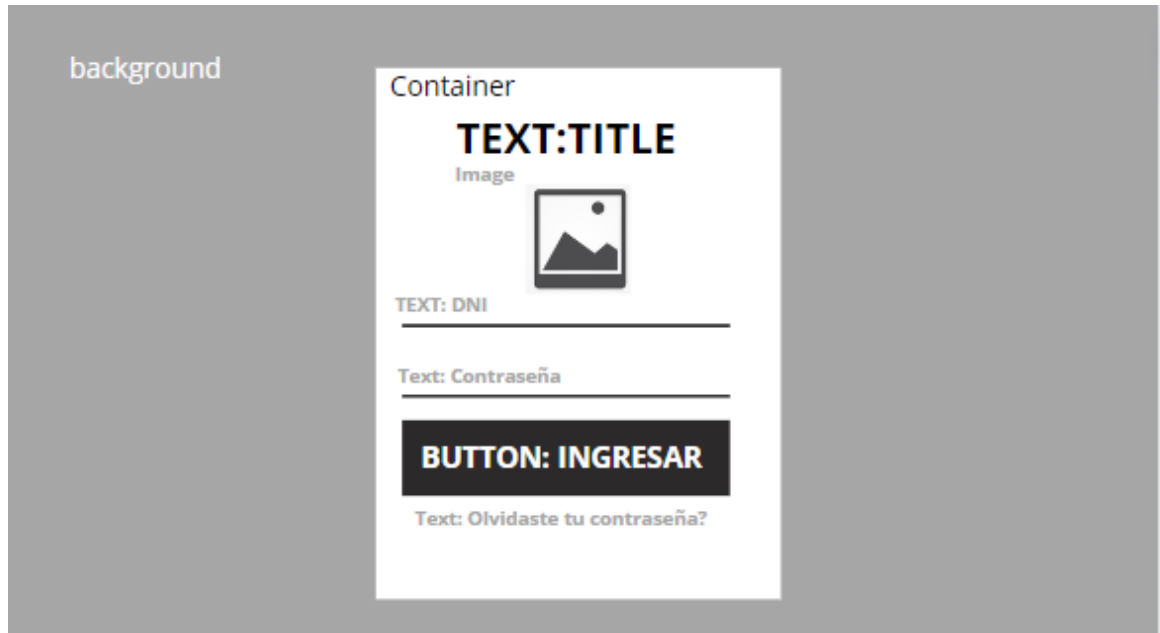 background
Container
TEXT:TITLE
Image
TEXT: DNI
Text: Contraseña
BUTTON: INGRESAR
Text: Olvidaste tu contraseña?